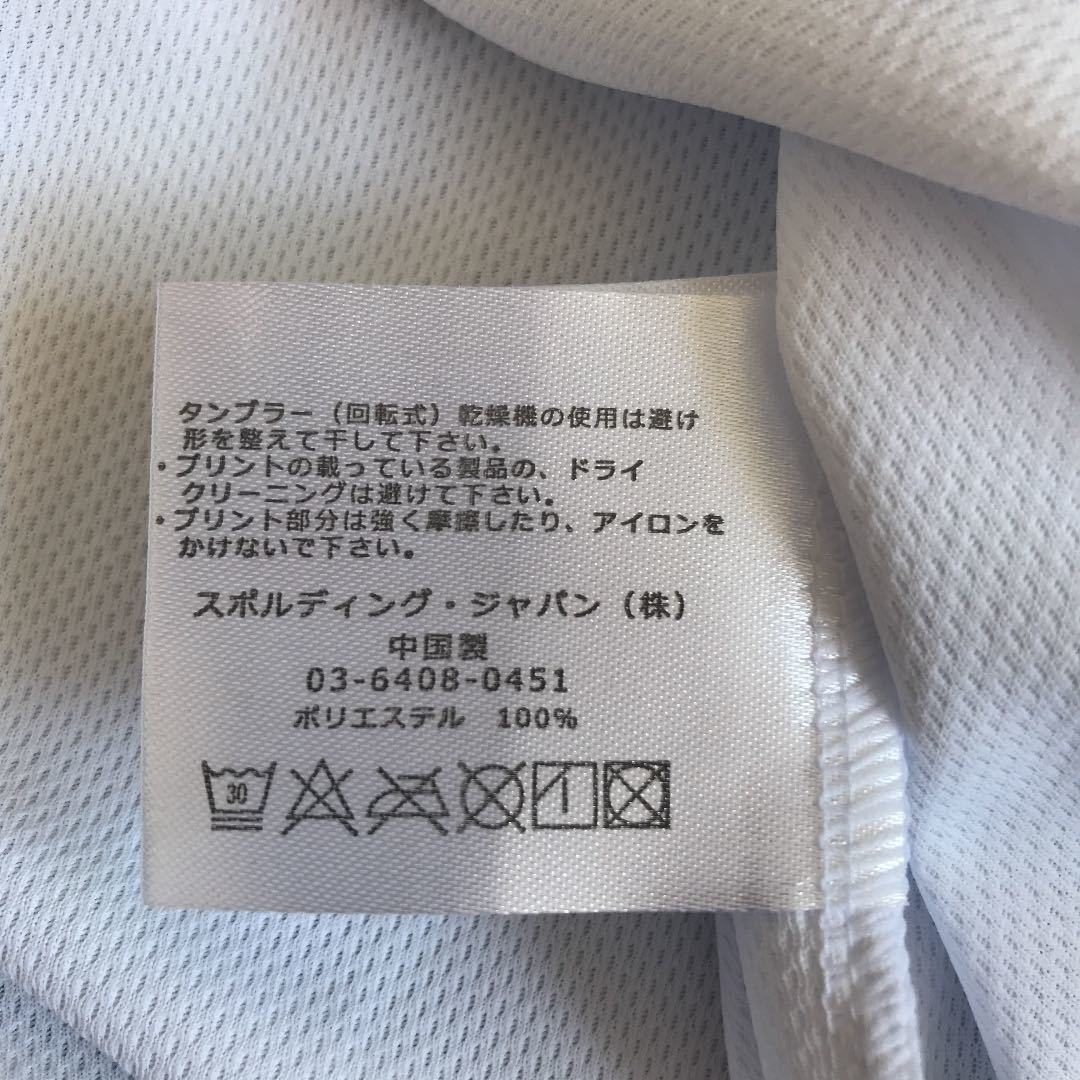 タンブラー（回転式）乾燥機の使用は避け
形を整えて干して下さい。
・プリントの載っている製品の、ドライ
クリーニングは避けて下さい。
・プリント部分は強く摩擦したり、アイロンを
かけないで下さい。
スポルディング・ジャパン（株）
中国製
03-6408-0451
ポリエステル 100%
30